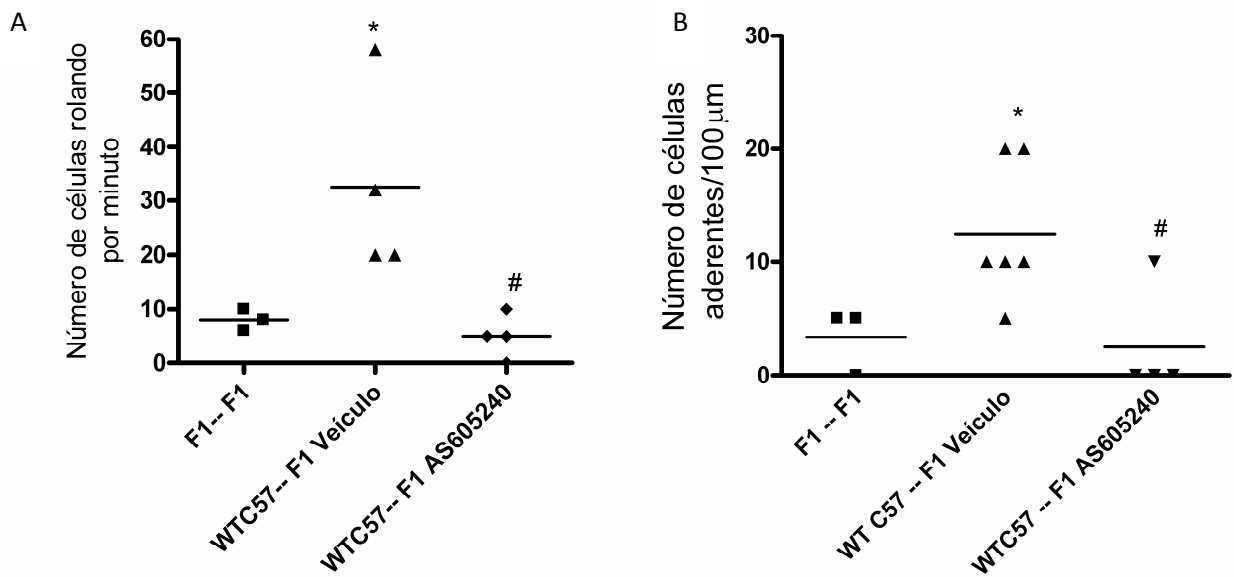 A
Número de células rolando
por minuto
60
50
40
30
20
10
0
*
#
F1-- F1
WTC57-- F1 Veículo
WTC57-- F1 AS605240
B
Número de células
aderentes/100µm
30
20
10
0
*
#
F1 -- F1
WT C57 -- F1 Veículo
WTC57 -- F1 AS605240